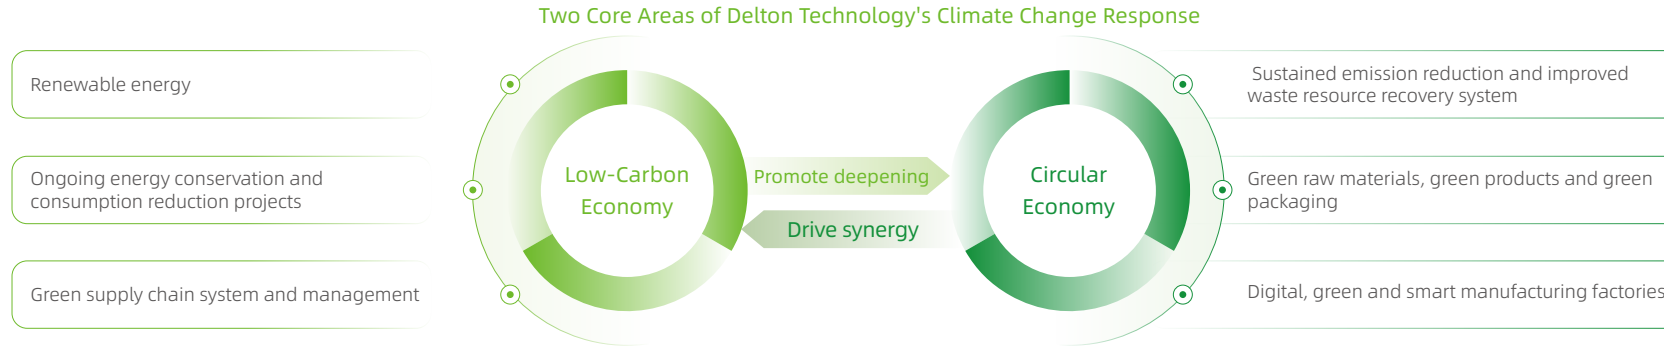 Two Core Areas of Delton Technology's Climate Change Response
Renewable energy
Ongoing energy conservation and
consumption reduction projects
Green supply chain system and management
Low-Carbon
Economy
Promote deepening
Drive synergy
Circular
Economy
Sustained emission reduction and improved
waste resource recovery system
Green raw materials, green products and green
packaging
Digital, green and smart manufacturing factories